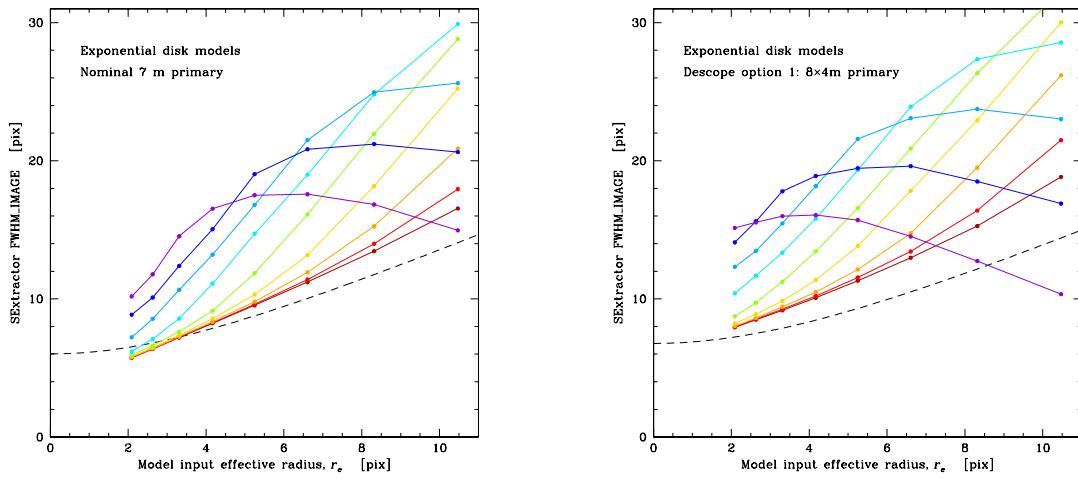 Exponential disk models
Nominal 7 m primary
SExtractor FWHM_IMAGE [pix]
30
20
10
0
0 2 4 6 8 10
Model input effective radius, r_e [pix]
Exponential disk models
Descope option 1: 8×4m primary
SExtractor FWHM_IMAGE [pix]
30
20
10
0
0 2 4 6 8 10
Model input effective radius, r_e [pix]